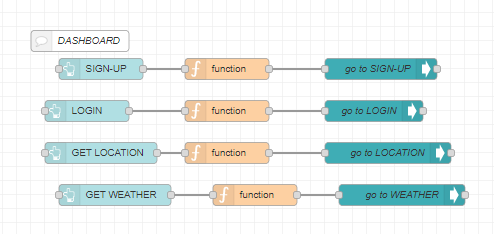 DASHBOARD
SIGN-UP function go to SIGN-UP
LOGIN function go to LOGIN
GET LOCATION function go to LOCATION
GET WEATHER function go to WEATHER